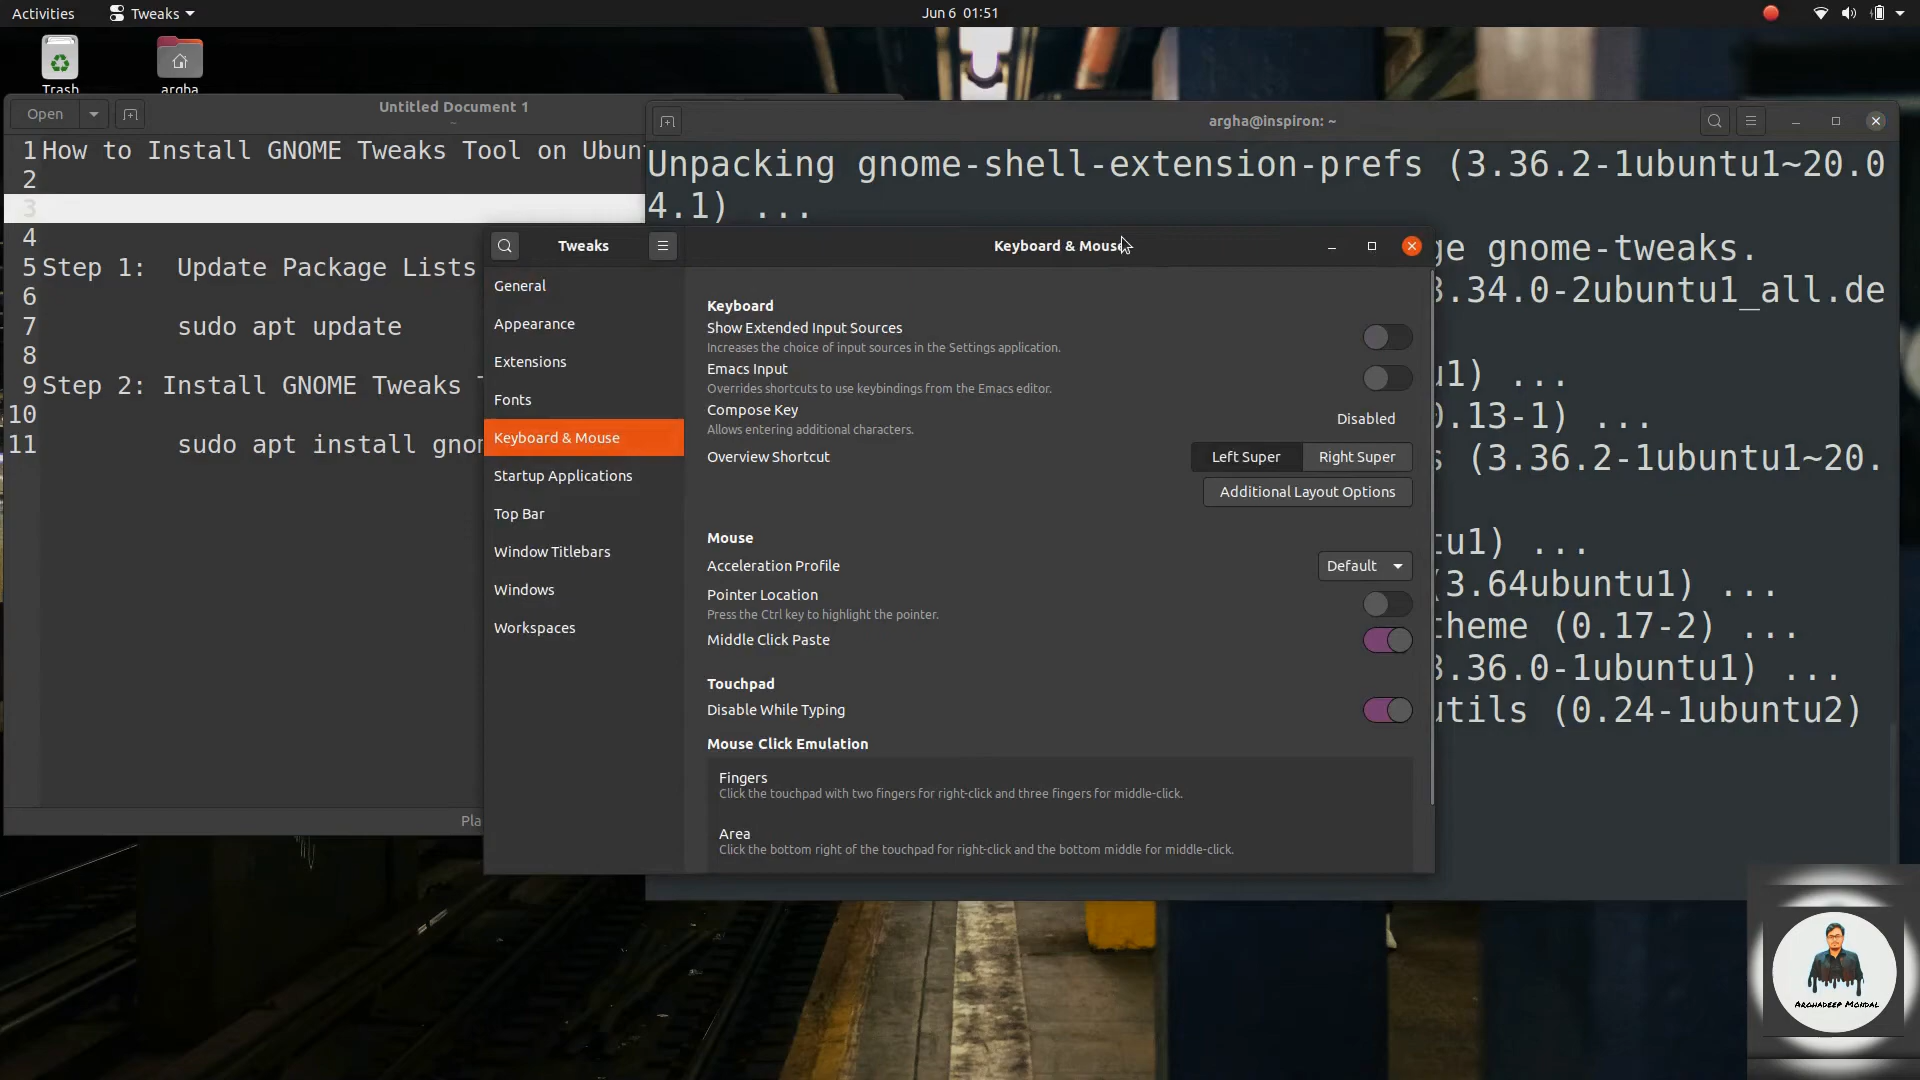 Activities
Tweaks
Jun 6 01:51
Trash
argha
Open
Untitled Document 1
1 How to Install GNOME Tweaks Tool on
2
3
4
5 Step 1: Update Package Lists
6
7 sudo apt update
8
9 Step 2: Install GNOME Tweaks
10
11 sudo apt install
argha@inspiron: ~
Unpacking gnome-shell-extension-prefs (3.36.2-1ubuntu1~20.0
4.1) ...
gnome-tweaks.
3.34.0-2ubuntu1_all.de
u1) ...
0.13-1) ...
s (3.36.2-1ubuntu1~20.
tu1) ...
(3.64ubuntu1) ...
theme (0.17-2) ...
3.36.0-1ubuntu1) ...
utils (0.24-1ubuntu2)
Tweaks
Keyboard & Mouse
General
Appearance
Extensions
Fonts
Keyboard & Mouse
Startup Applications
Top Bar
Window Titlebars
Windows
Workspaces
Keyboard
Show Extended Input Sources
Increases the choice of input sources in the Settings application.
Emacs Input
Overrides shortcuts to use keybindings from the Emacs editor.
Compose Key
Disabled
Allows entering additional characters.
Overview Shortcut
Left Super
Right Super
Additional Layout Options
Mouse
Acceleration Profile
Default
Pointer Location
Press the Ctrl key to highlight the pointer.
Middle Click Paste
Touchpad
Disable While Typing
Mouse Click Emulation
Fingers
Click the touchpad with two fingers for right-click and three fingers for middle-click.
Area
Click the bottom right of the touchpad for right-click and the bottom middle for middle-click.
Arghadeep Mondal